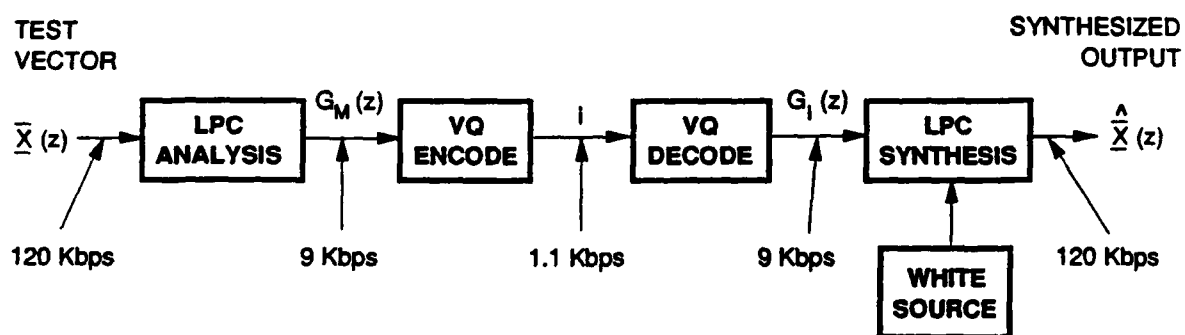 TEST
VECTOR
SYNTHESIZED
OUTPUT
X (z)
LPC
ANALYSIS
G_M (z)
VQ
ENCODE
i
VQ
DECODE
G_i (z)
LPC
SYNTHESIS
X̂ (z)
120 Kbps
9 Kbps
1.1 Kbps
9 Kbps
120 Kbps
WHITE
SOURCE